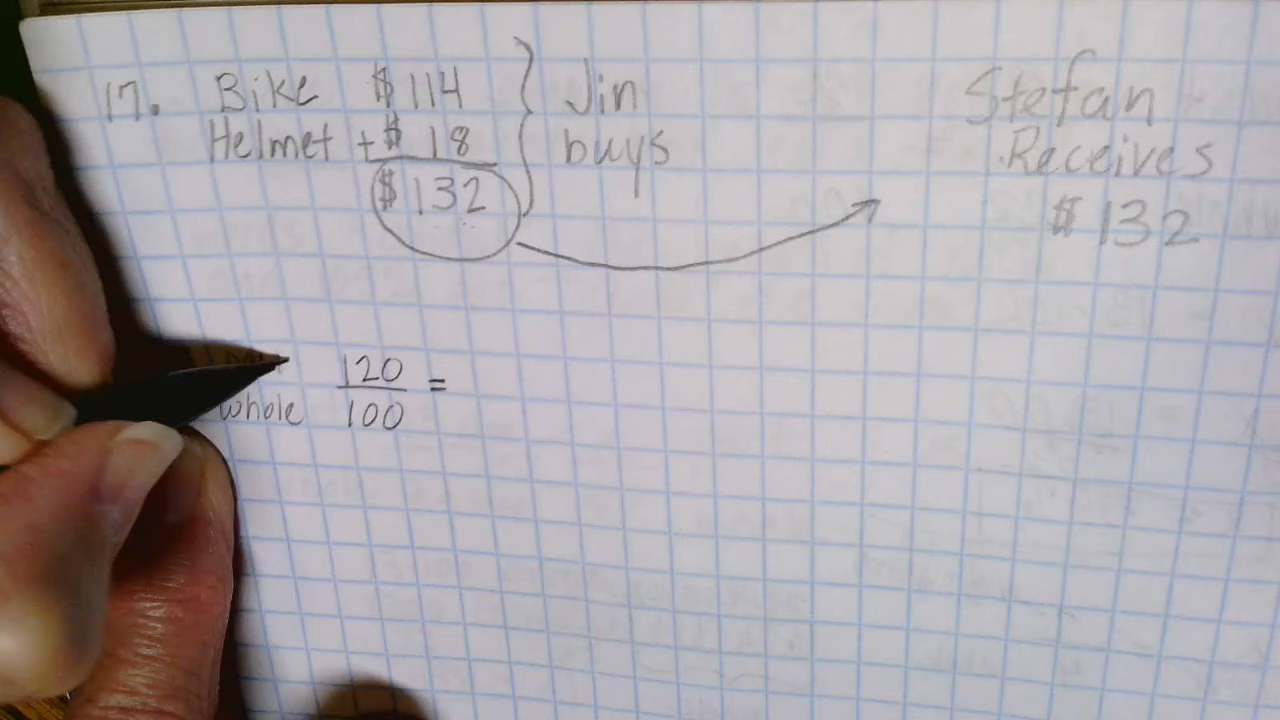 17. Bike $ 114
Helmet + $ 18
$ 132
Jin
buys
Stefan
Receives
$ 132
whole
120
100
=